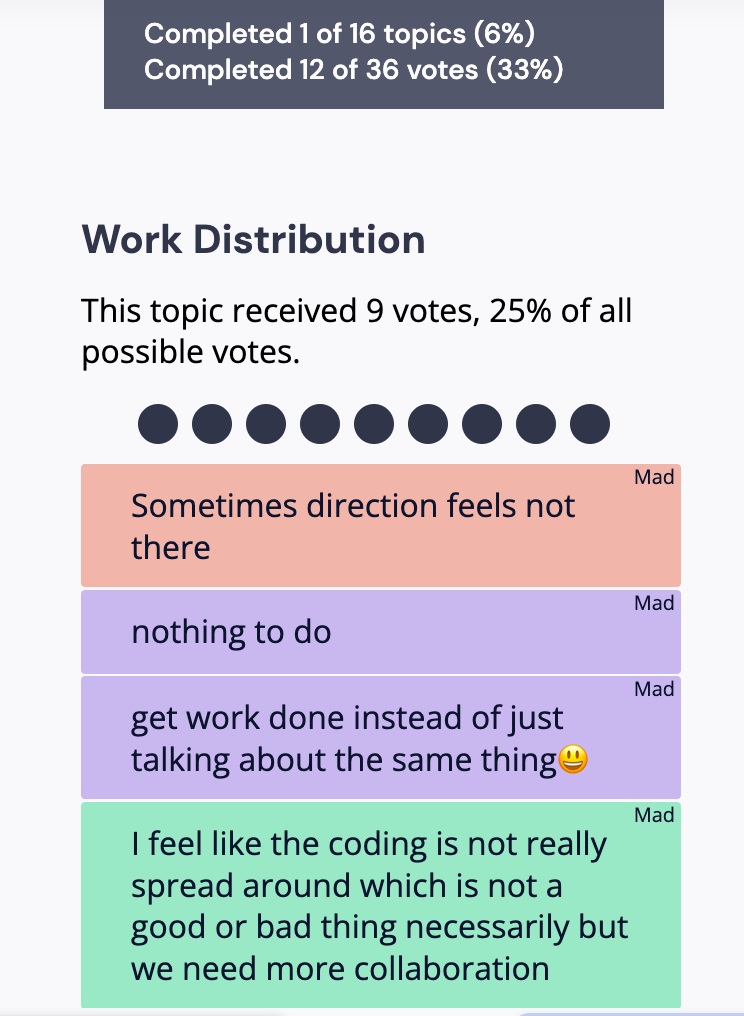 Completed 1 of 16 topics (6%)
Completed 12 of 36 votes (33%)
Work Distribution
This topic received 9 votes, 25% of all
possible votes.
Mad
Sometimes direction feels not
there
Mad
nothing to do
Mad
get work done instead of just
talking about the same thing😃
Mad
I feel like the coding is not really
spread around which is not a
good or bad thing necessarily but
we need more collaboration